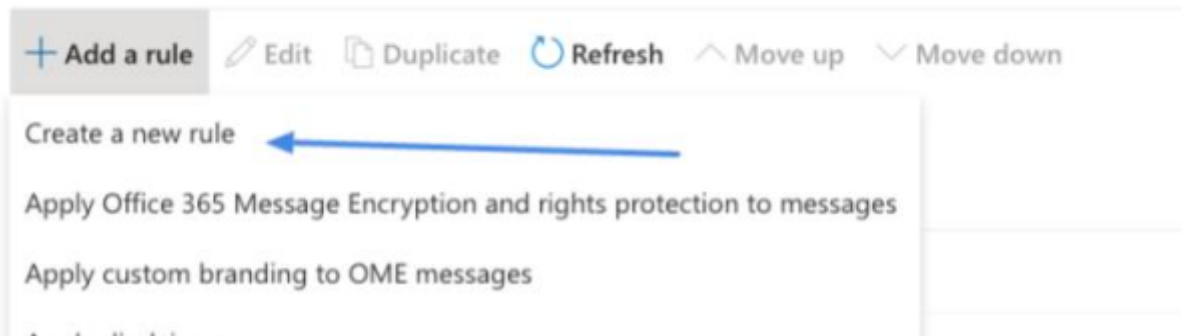 Add a rule Edit Duplicate Refresh Move up Move down
Create a new rule
Apply Office 365 Message Encryption and rights protection to messages
Apply custom branding to OME messages